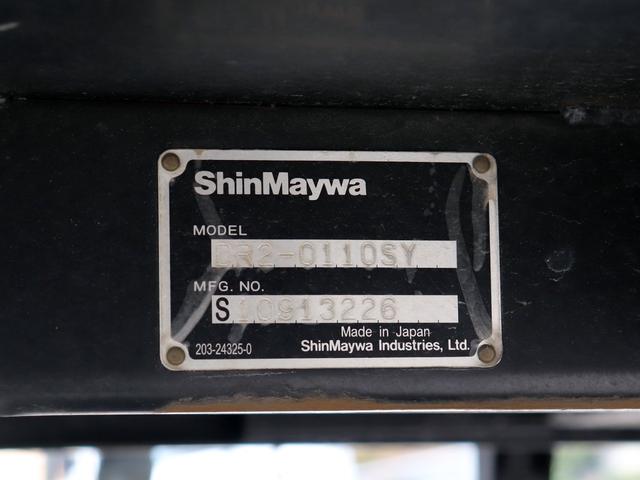 ShinMaywa
MODEL
DR2-0110SY
MFG. NO.
S10913226
Made in Japan
203-24325-0 ShinMaywa Industries, Ltd.